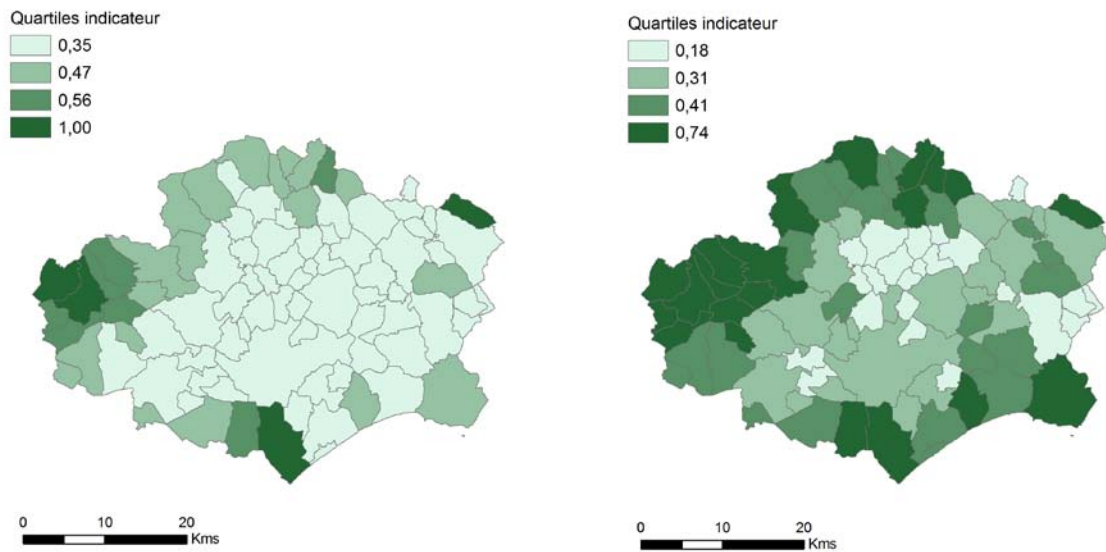 Quartiles indicateur
0,35
0,47
0,56
1,00
0 10 20
Kms
Quartiles indicateur
0,18
0,31
0,41
0,74
0 10 20
Kms